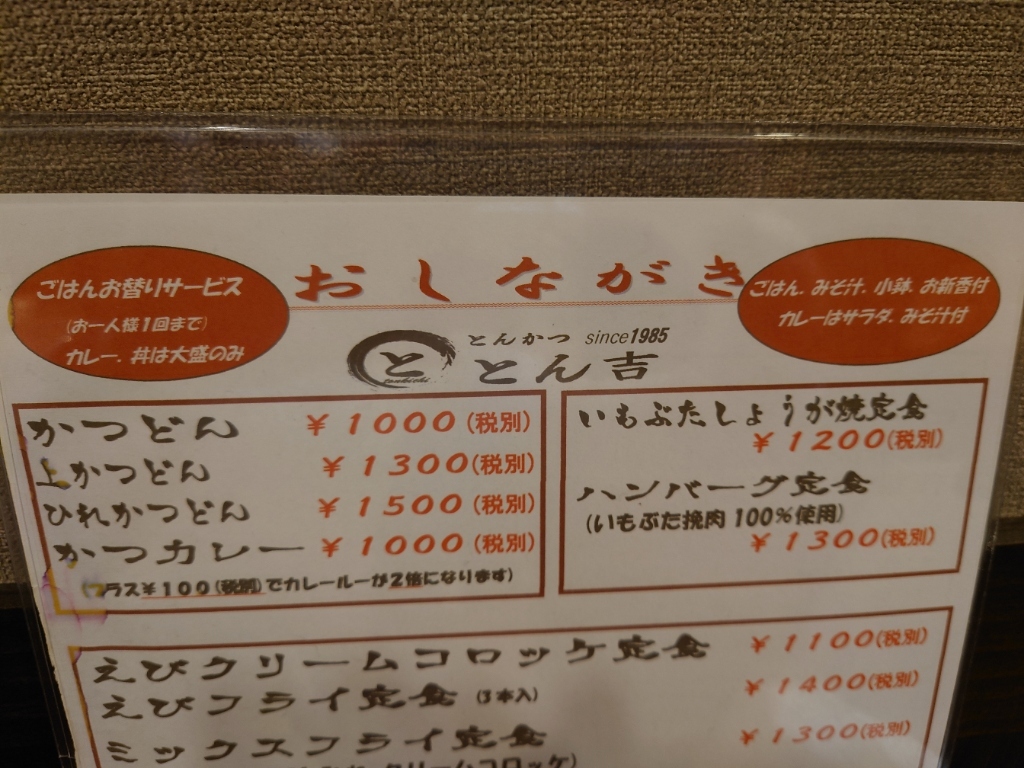 おしながき
ごはんお替りサービス
(お一人様1回まで)
カレー、丼は大盛のみ
ごはん、みそ汁、小鉢、お新香付
カレーはサラダ、みそ汁付
とんかつ since1985
と とん吉
かつどん ¥1000(税別)
上かつどん ¥1300(税別)
ひれかつどん ¥1500(税別)
かつカレー ¥1000(税別)
(プラス¥100(税別)でカレールーが2倍になります)
いもぶたしょうが焼定食
¥1200(税別)
ハンバーグ定食
(いもぶた挽肉100%使用)
¥1300(税別)
えびクリームコロッケ定食 ¥1100(税別)
えびフライ定食(3本入) ¥1400(税別)
ミックスフライ定食 ¥1300(税別)
クリームコロッケ)